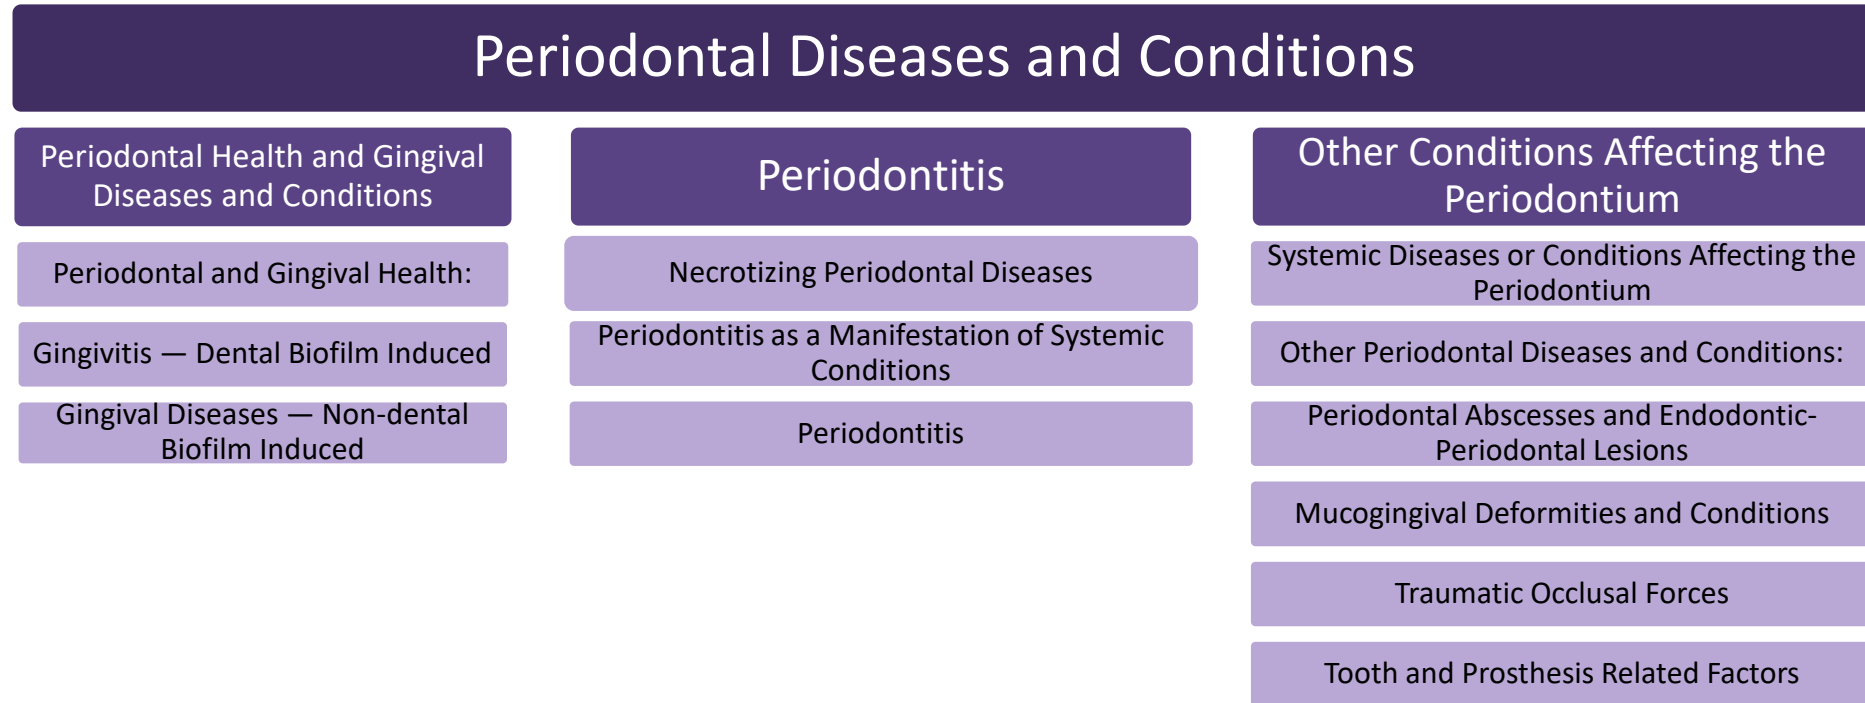 Periodontal Diseases and Conditions
Periodontal Health and Gingival
Diseases and Conditions
Periodontal and Gingival Health:
Gingivitis — Dental Biofilm Induced
Gingival Diseases — Non-dental
Biofilm Induced
Periodontitis
Necrotizing Periodontal Diseases
Periodontitis as a Manifestation of Systemic
Conditions
Periodontitis
Other Conditions Affecting the
Periodontium
Systemic Diseases or Conditions Affecting the
Periodontium
Other Periodontal Diseases and Conditions:
Periodontal Abscesses and Endodontic-
Periodontal Lesions
Mucogingival Deformities and Conditions
Traumatic Occlusal Forces
Tooth and Prosthesis Related Factors